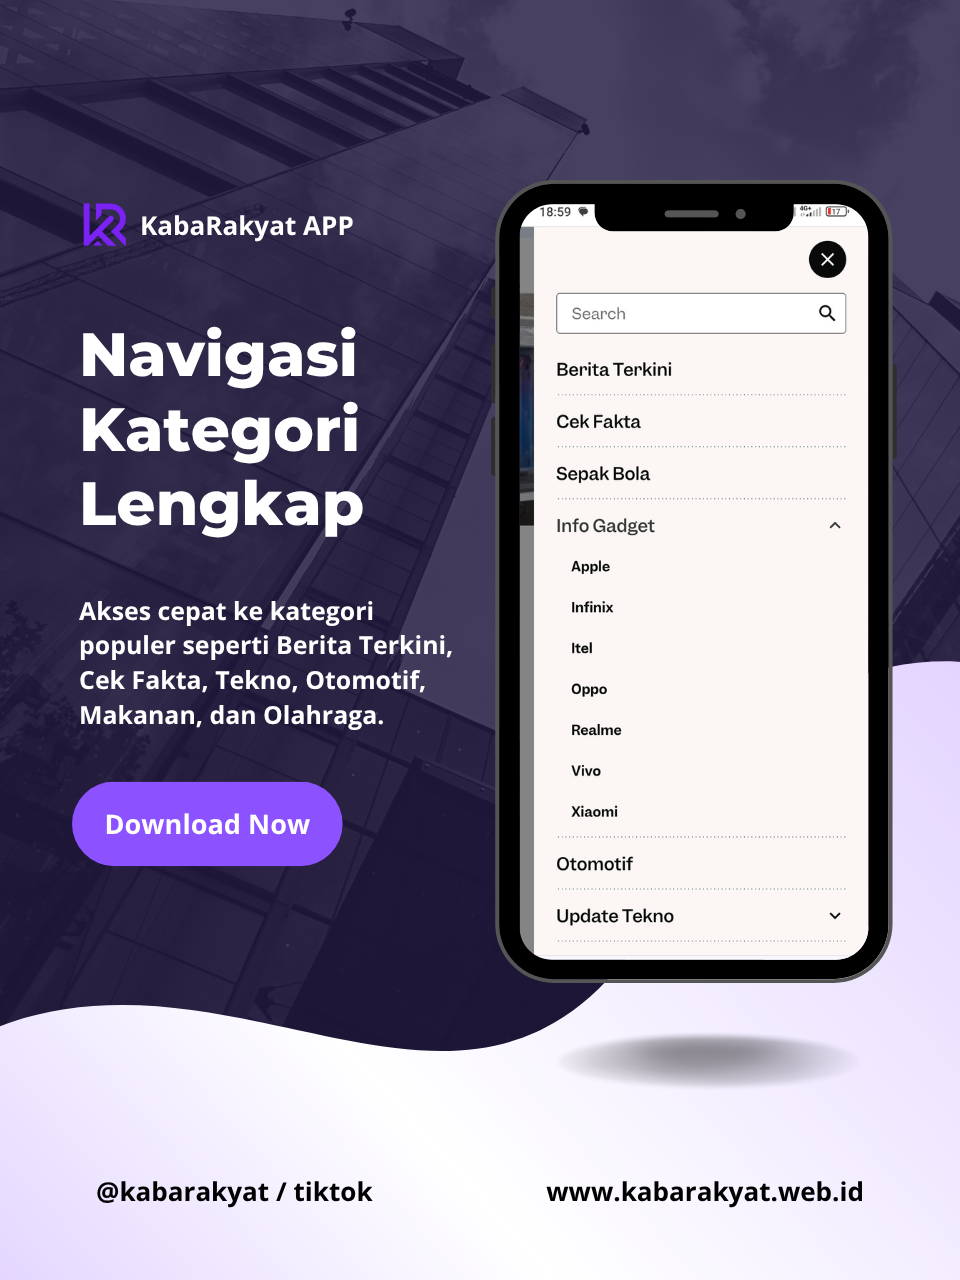 KabaRakyat APP
Navigasi
Kategori
Lengkap
Akses cepat ke kategori
populer seperti Berita Terkini,
Cek Fakta, Tekno, Otomotif,
Makanan, dan Olahraga.
Download Now
18:59
4G+
17
Search
Berita Terkini
Cek Fakta
Sepak Bola
Info Gadget
Apple
Infinix
Itel
Oppo
Realme
Vivo
Xiaomi
Otomotif
Update Tekno
@kabarakyat / tiktok
www.kabarakyat.web.id